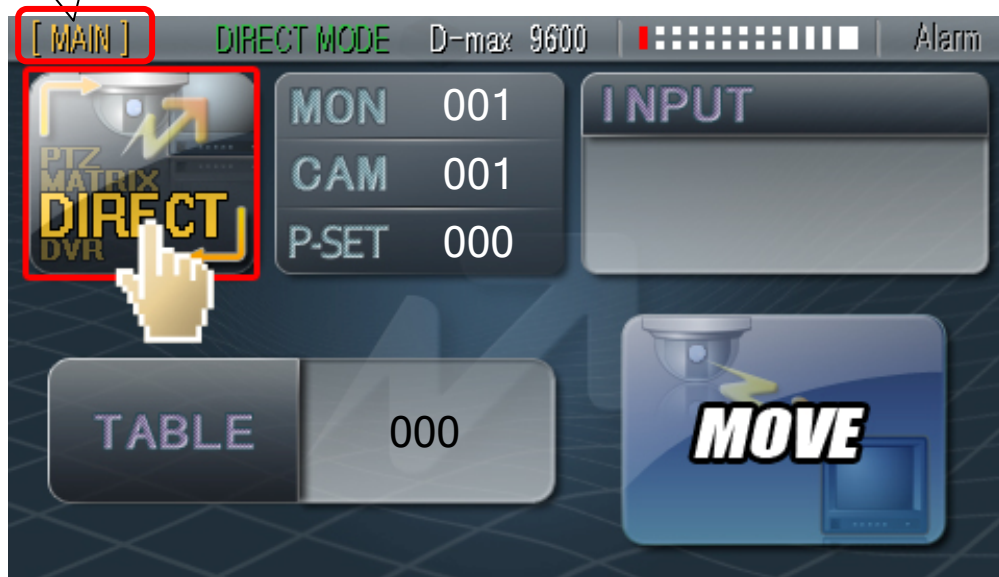 [ MAIN ] DIRECT MODE D-max 9600 Alarm
PTZ
MATRIX
DIRECT
DVR
MON 001
CAM 001
P-SET 000
INPUT
TABLE 000
MOVE